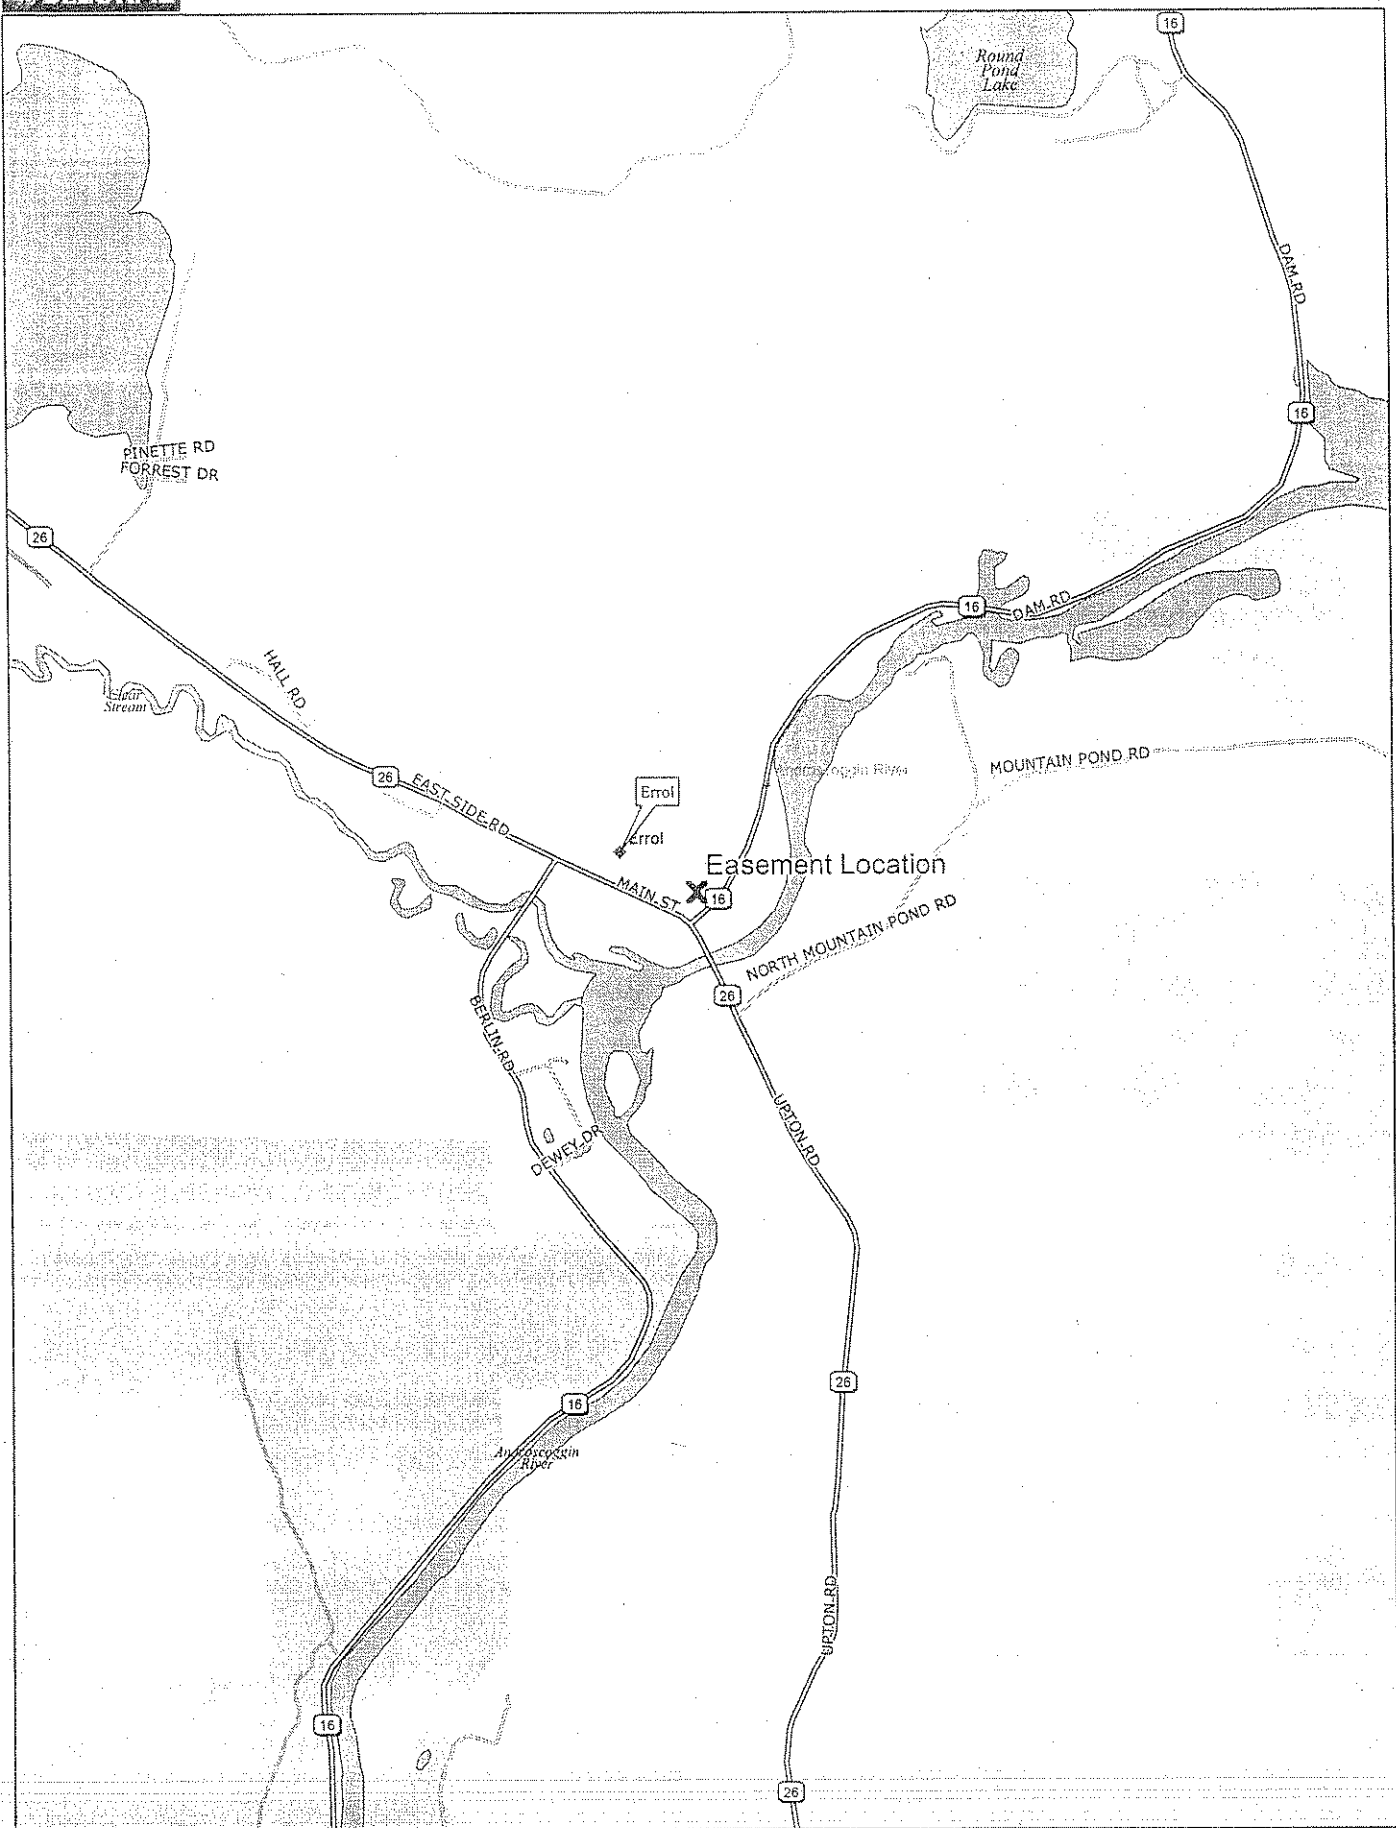 16
Round
Pond
Lake
DAM RD
16
PINETTE RD
FORREST DR
26
16
DAM RD
HALL RD
Clear
Stream
MOUNTAIN POND RD
Androscoggin River
26
EAST SIDE RD
Errol
Errol
Easement Location
MAIN ST
16
NORTH MOUNTAIN POND RD
26
BERLIN RD
UPTON RD
DEWEY DR
26
16
Androscoggin
River
UPTON RD
16
26